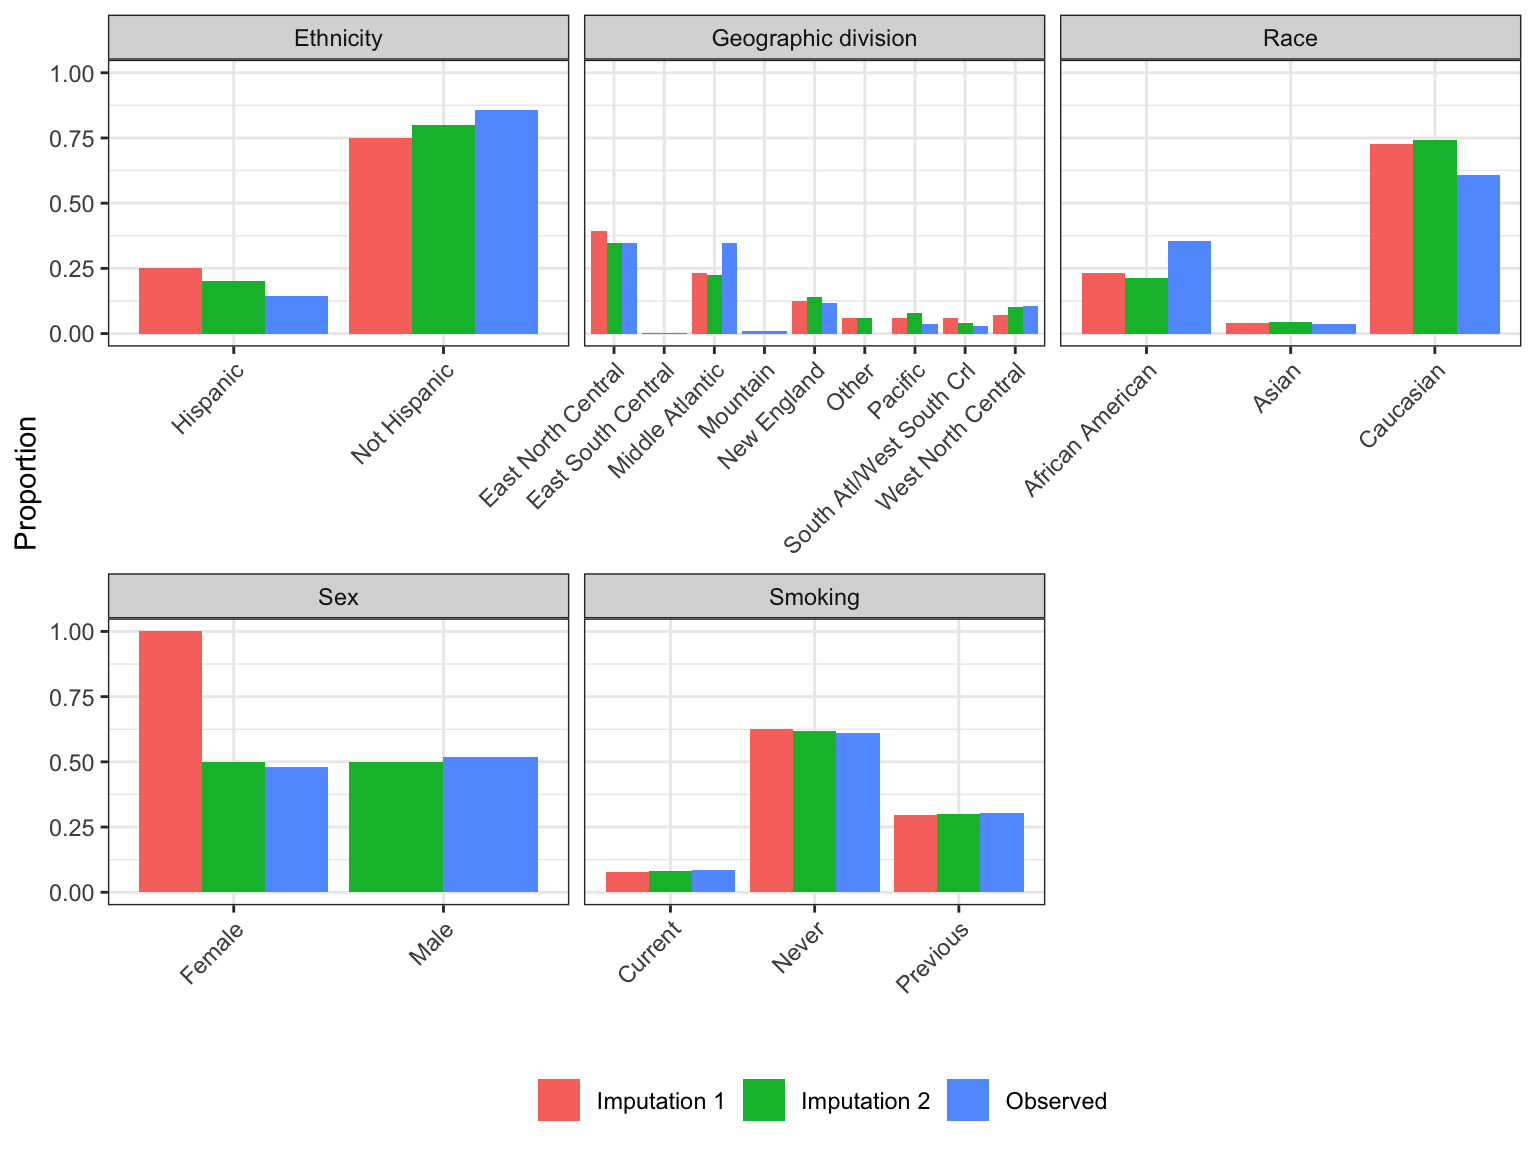 Ethnicity
Geographic division
Race
1.00
0.75
0.50
0.25
0.00
Hispanic
Not Hispanic
East North Central
East South Central
Middle Atlantic
Mountain
New England
Other
Pacific
South Atl/West South Crl
West North Central
African American
Asian
Caucasian
Proportion
Sex
Smoking
1.00
0.75
0.50
0.25
0.00
Female
Male
Current
Never
Previous
Imputation 1
Imputation 2
Observed